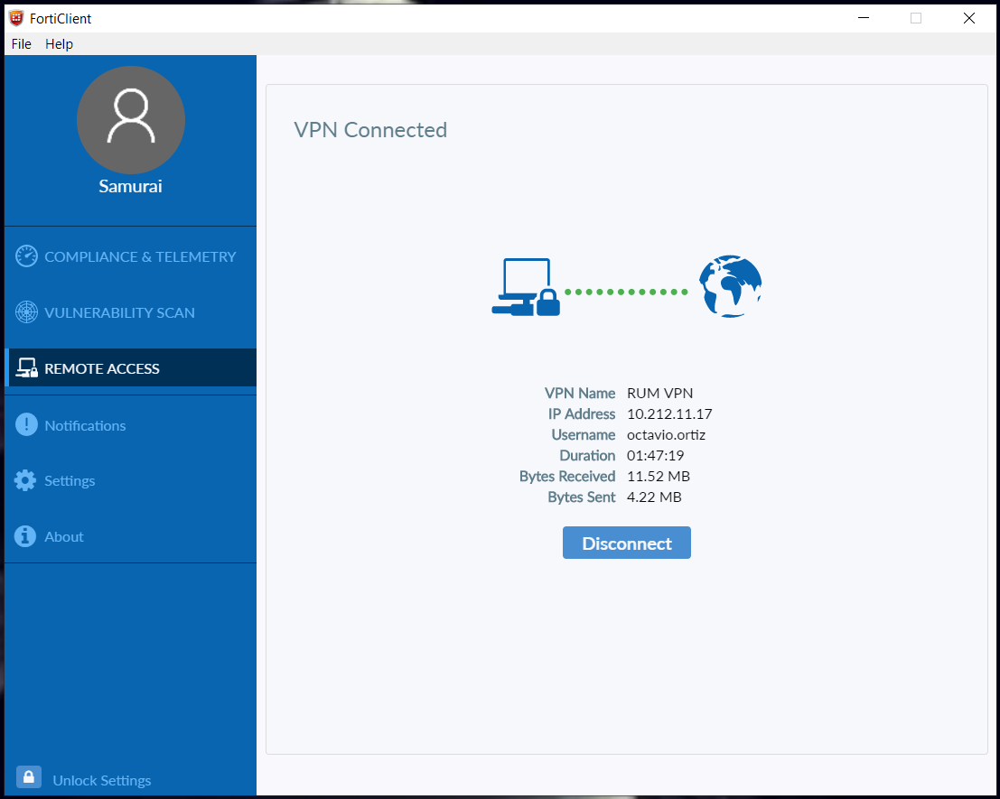 FortiClient
File Help
Samurai
COMPLIANCE & TELEMETRY
VULNERABILITY SCAN
REMOTE ACCESS
Notifications
Settings
About
Unlock Settings
VPN Connected
VPN Name RUM VPN
IP Address 10.212.11.17
Username octavio.ortiz
Duration 01:47:19
Bytes Received 11.52 MB
Bytes Sent 4.22 MB
Disconnect